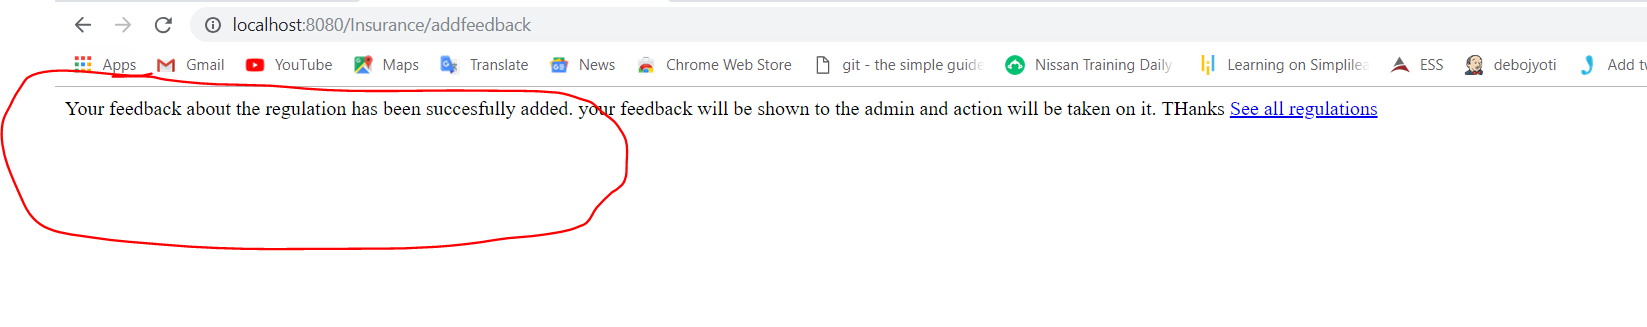 localhost:8080/Insurance/addfeedback
Apps Gmail YouTube Maps Translate News Chrome Web Store git - the simple guide Nissan Training Daily Learning on Simplilea ESS debojyoti Add tw
Your feedback about the regulation has been succesfully added. your feedback will be shown to the admin and action will be taken on it. THanks See all regulations